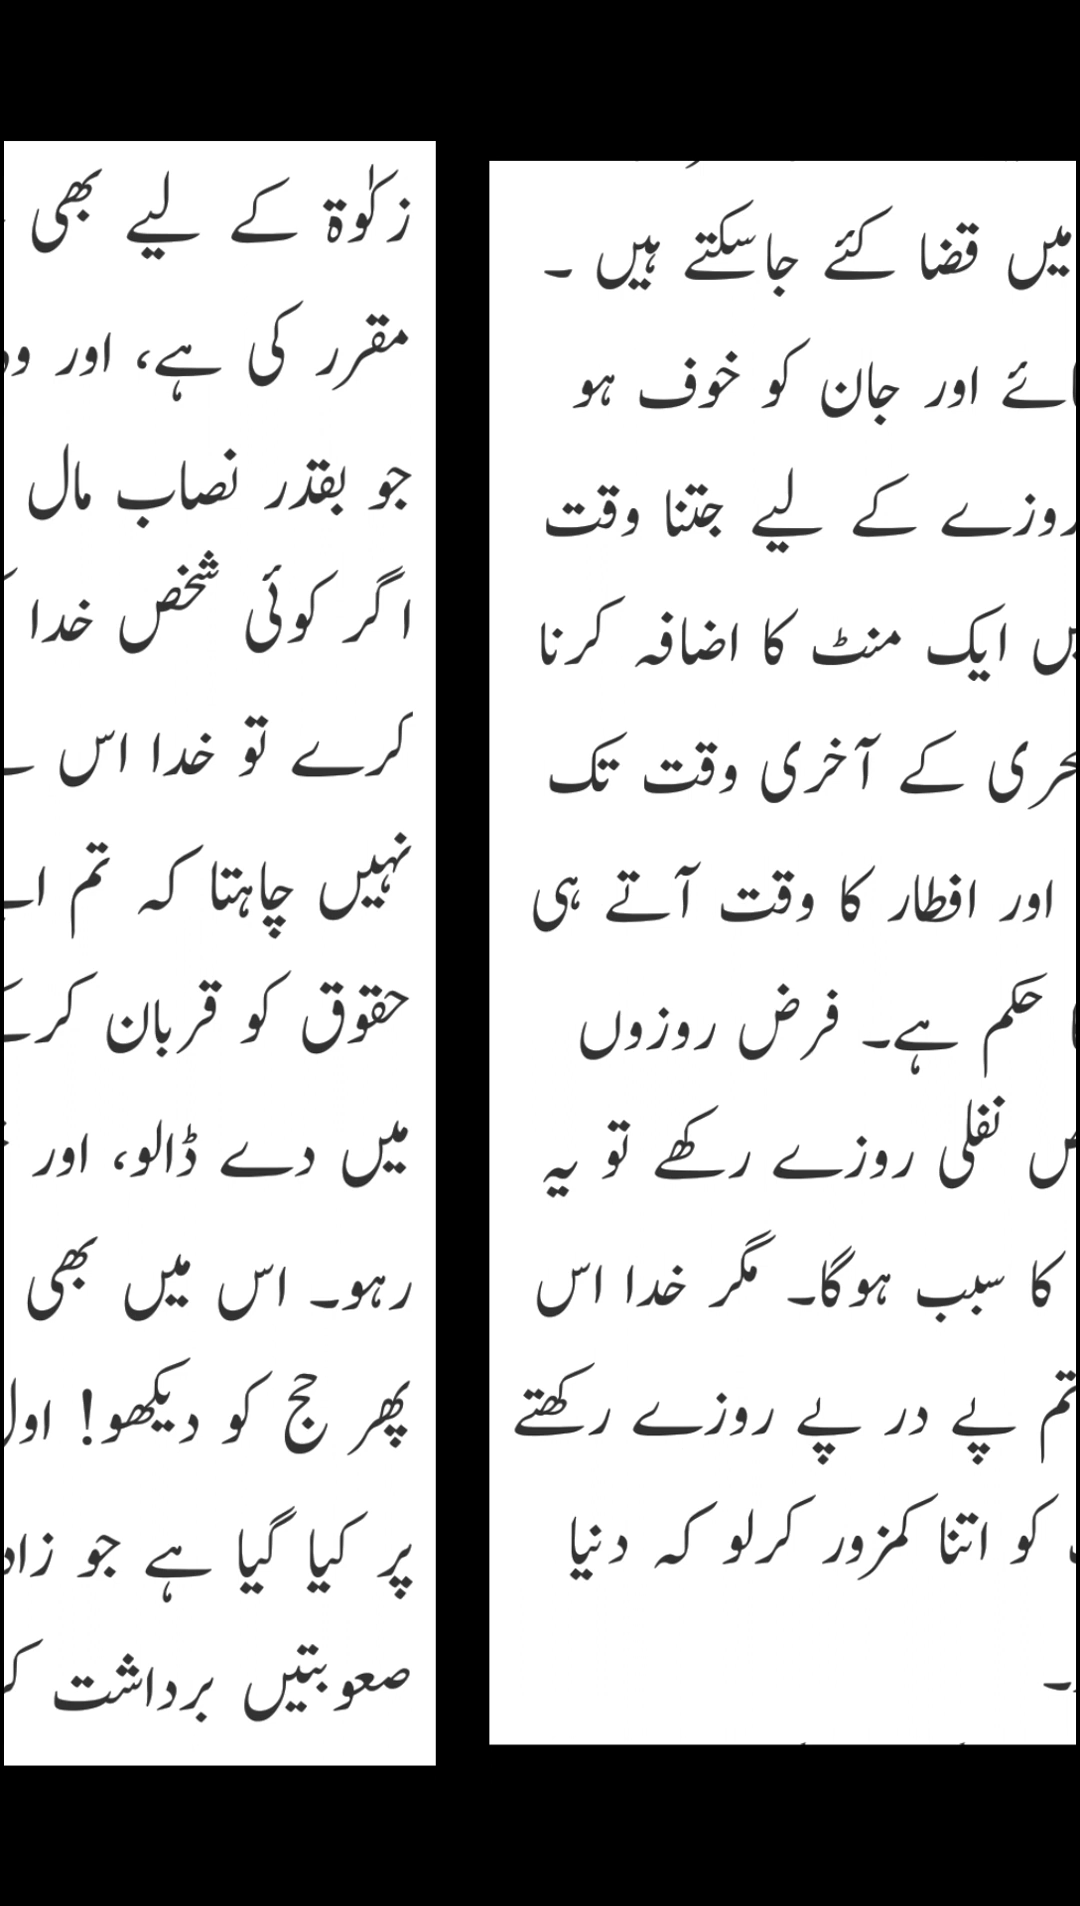 میں قضا کئے جاسکتے ہیں ۔
اور جان کو خوف ہو
روزے کے لیے جتنا وقت
ایک منٹ کا اضافہ کرنا
کے آخری وقت تک
اور افطار کا وقت آتے ہی
حکم ہے۔ فرض روزوں
نفلی روزے رکھے تو یہ
کا سبب ہوگا۔ مگر خدا اس
تم پے در پے روزے رکھتے
کو اتنا کمزور کرلو کہ دنیا
زکوٰۃ کے لیے بھی
مقرر کی ہے، اور
جو بقدر نصاب مال
اگر کوئی شخص خدا
کرے تو خدا اس
نہیں چاہتا کہ تم
حقوق کو قربان
میں دے ڈالو، اور
رہو۔ اس میں بھی
پھر حج کو دیکھو! اول
پر کیا گیا ہے جو زاد
صعوبتیں برداشت